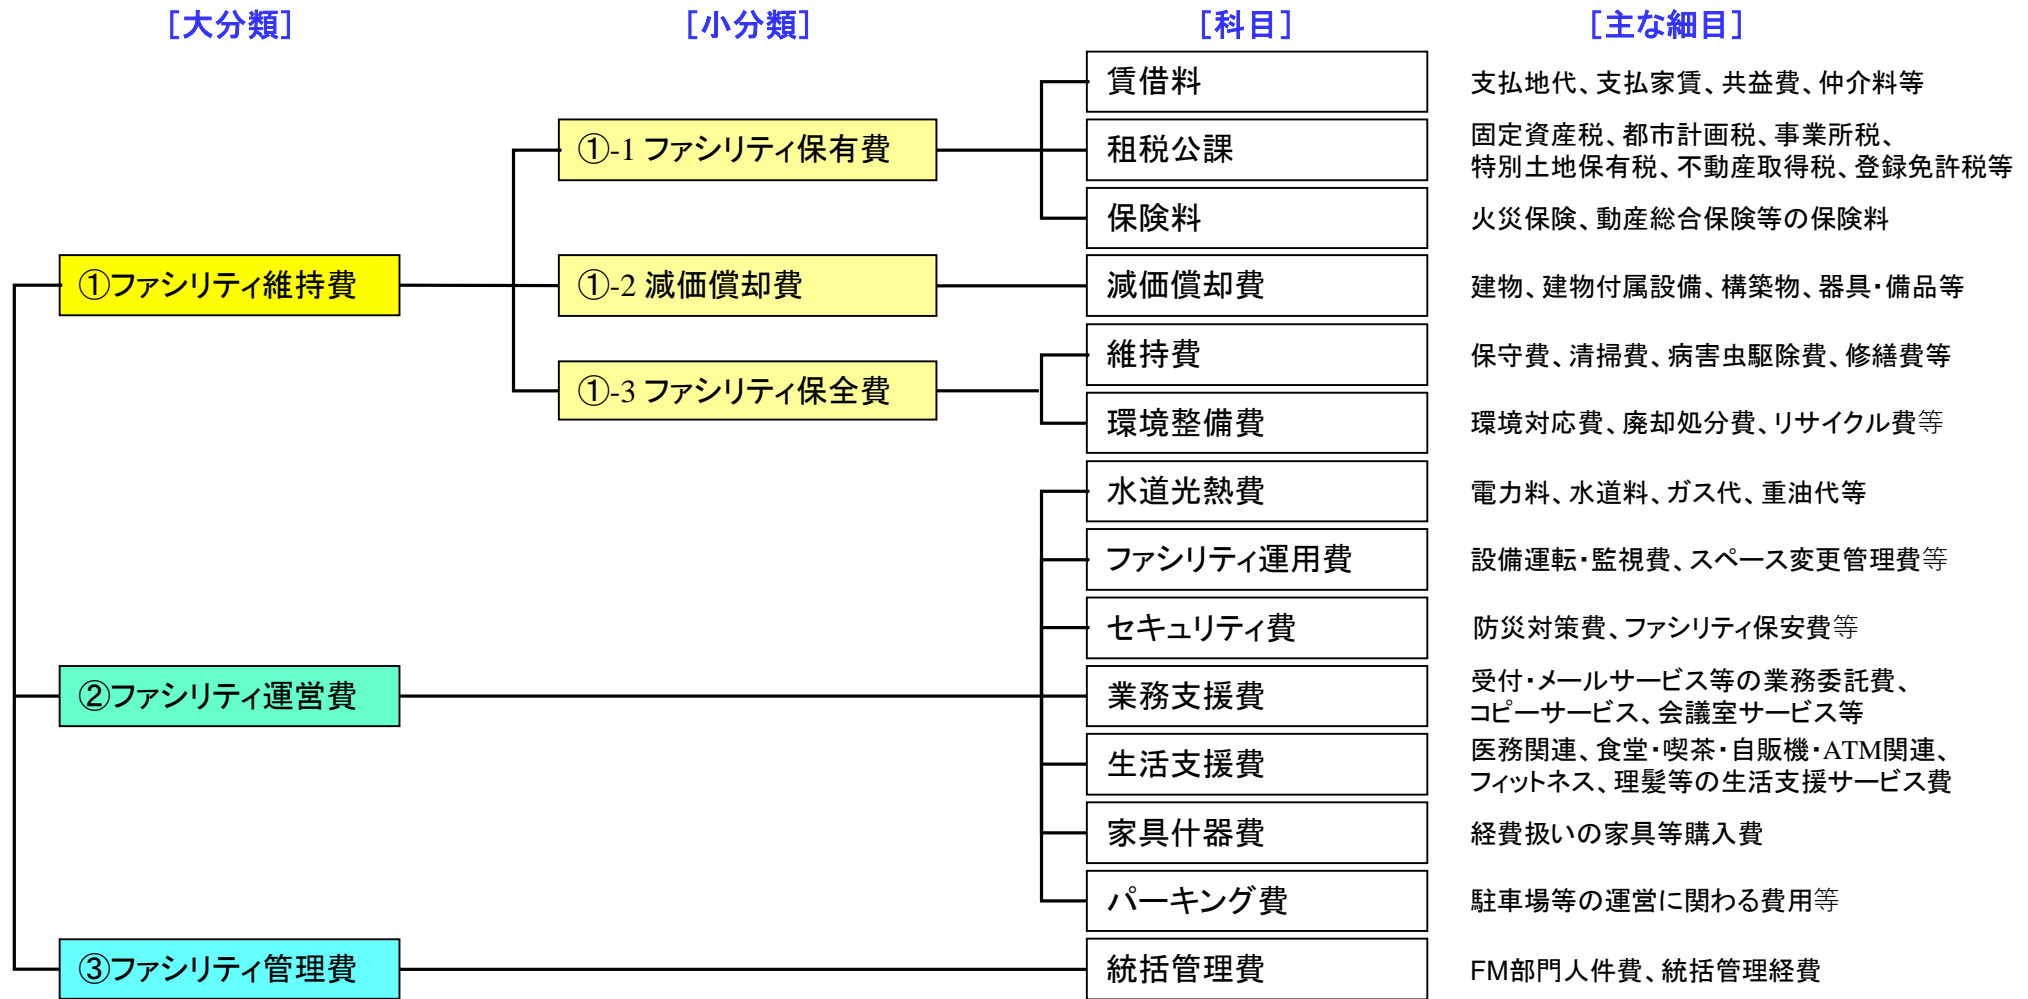 [大分類]
[小分類]
[科目]
[主な細目]
賃借料
支払地代、支払家賃、共益費、仲介料等
①-1 ファシリティ保有費
租税公課
固定資産税、都市計画税、事業所税、
特別土地保有税、不動産取得税、登録免許税等
保険料
火災保険、動産総合保険等の保険料
①ファシリティ維持費
①-2 減価償却費
減価償却費
建物、建物付属設備、構築物、器具・備品等
①-3 ファシリティ保全費
維持費
保守費、清掃費、病害虫駆除費、修繕費等
環境整備費
環境対応費、廃却処分費、リサイクル費等
水道光熱費
電力料、水道料、ガス代、重油代等
ファシリティ運用費
設備運転・監視費、スペース変更管理費等
セキュリティ費
防災対策費、ファシリティ保安費等
②ファシリティ運営費
業務支援費
受付・メールサービス等の業務委託費、
コピーサービス、会議室サービス等
生活支援費
医務関連、食堂・喫茶・自販機・ATM関連、
フィットネス、理髪等の生活支援サービス費
家具什器費
経費扱いの家具等購入費
パーキング費
駐車場等の運営に関わる費用等
③ファシリティ管理費
統括管理費
FM部門人件費、統括管理経費